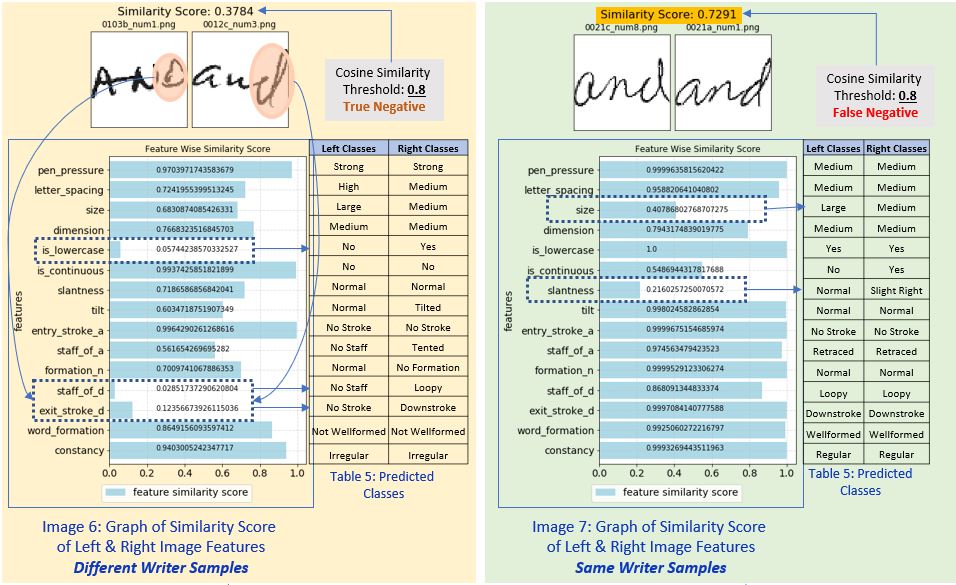 Similarity Score: 0.3784
0103b_num1.png 0012c_num3.png
AND and
Cosine Similarity
Threshold: 0.8
True Negative
Feature Wise Similarity Score
Left Classes Right Classes
pen_pressure 0.9703971743583679 Strong Strong
letter_spacing 0.7241955399513245 High Medium
size 0.6830874085426331 Large Medium
dimension 0.7668323516845703 Medium Medium
is_lowercase 0.05744238570332527 No Yes
is_continuous 0.9937425851821899 No No
slantness 0.7186586856842041 Normal Normal
tilt 0.6034718751907349 Normal Tilted
entry_stroke_a 0.9964290261268616 No Stroke No Stroke
staff_of_a 0.561654269695282 No Staff Tented
formation_n 0.7009741067886353 Normal No Formation
staff_of_d 0.02851737290620804 No Staff Loopy
exit_stroke_d 0.12356673926115036 No Stroke Downstroke
word_formation 0.8649156093597412 Not Wellformed Not Wellformed
constancy 0.9403005242347717 Irregular Irregular
features
0.0 0.2 0.4 0.6 0.8 1.0
feature similarity score
Table 5: Predicted
Classes
Image 6: Graph of Similarity Score
of Left & Right Image Features
Different Writer Samples
Similarity Score: 0.7291
0021c_num8.png 0021a_num1.png
and and
Cosine Similarity
Threshold: 0.8
False Negative
Feature Wise Similarity Score
Left Classes Right Classes
pen_pressure 0.9999635815620422 Medium Medium
letter_spacing 0.958820641040802 Medium Medium
size 0.40786802768707275 Large Medium
dimension 0.7943174839019775 Medium Medium
is_lowercase 1.0 Yes Yes
is_continuous 0.5486944317817688 No Yes
slantness 0.2160257250070572 Normal Slight Right
tilt 0.998024582862854 Normal Normal
entry_stroke_a 0.9999675154685974 No Stroke No Stroke
staff_of_a 0.974563479423523 Retraced Retraced
formation_n 0.9999529123306274 Normal Normal
staff_of_d 0.868091344833374 Loopy Loopy
exit_stroke_d 0.9997084140777588 Downstroke Downstroke
word_formation 0.9925060272216797 Wellformed Wellformed
constancy 0.9993269443511963 Regular Regular
features
0.0 0.2 0.4 0.6 0.8 1.0
feature similarity score
Table 5: Predicted
Classes
Image 7: Graph of Similarity Score
of Left & Right Image Features
Same Writer Samples